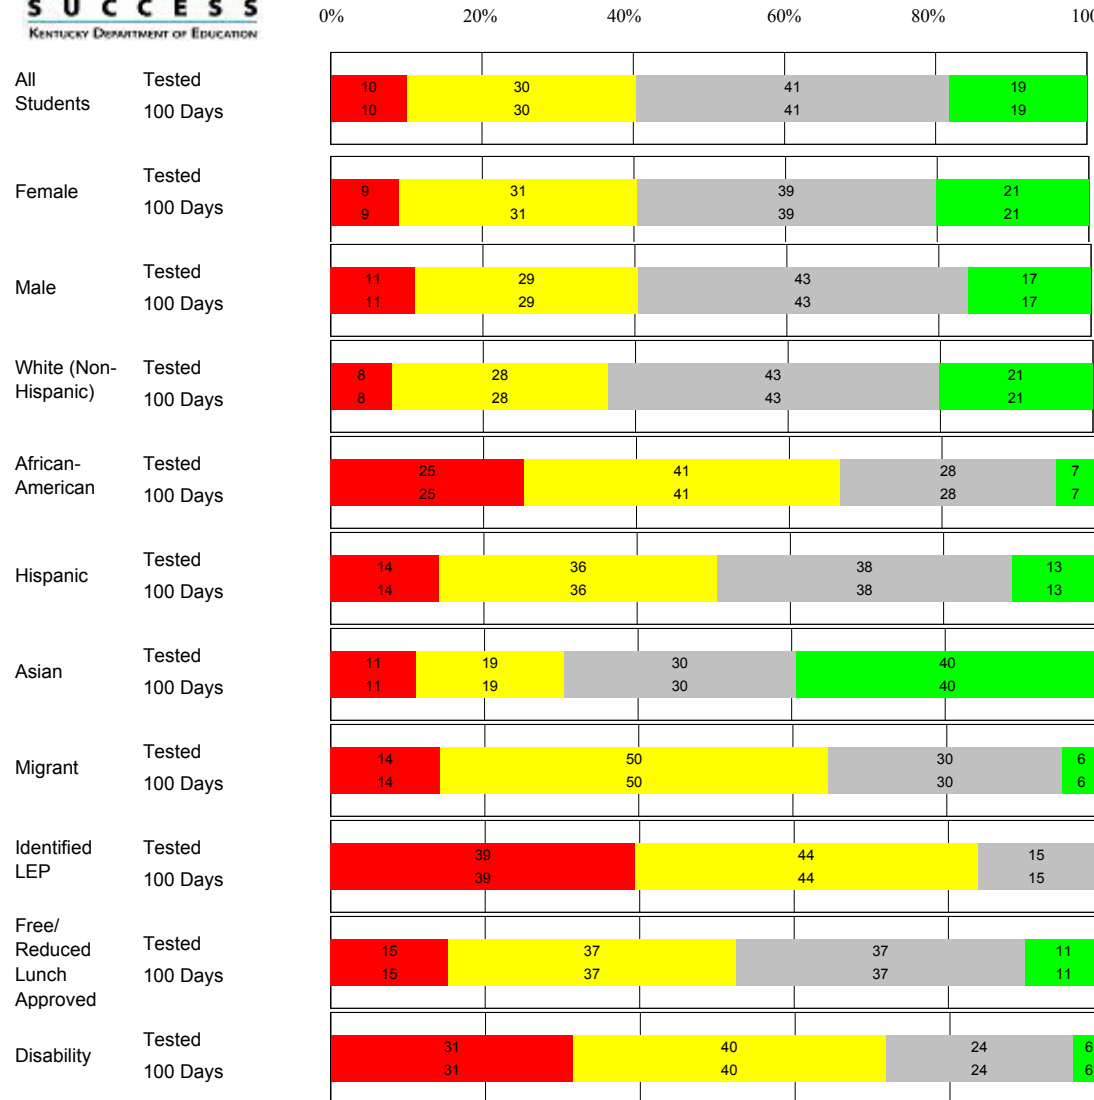 SUCCESS
KENTUCKY DEPARTMENT OF EDUCATION
0% 20% 40% 60% 80% 100
All Students
Tested 10 30 41 19
100 Days 10 30 41 19
Female
Tested 9 31 39 21
100 Days 9 31 39 21
Male
Tested 11 29 43 17
100 Days 11 29 43 17
White (Non-
Hispanic)
Tested 8 28 43 21
100 Days 8 28 43 21
African-
American
Tested 25 41 28 7
100 Days 25 41 28 7
Hispanic
Tested 14 36 38 13
100 Days 14 36 38 13
Asian
Tested 11 19 30 40
100 Days 11 19 30 40
Migrant
Tested 14 50 30 6
100 Days 14 50 30 6
Identified
LEP
Tested 39 44 15
100 Days 39 44 15
Free/
Reduced
Lunch
Approved
Tested 15 37 37 11
100 Days 15 37 37 11
Disability
Tested 31 40 24 6
100 Days 31 40 24 6